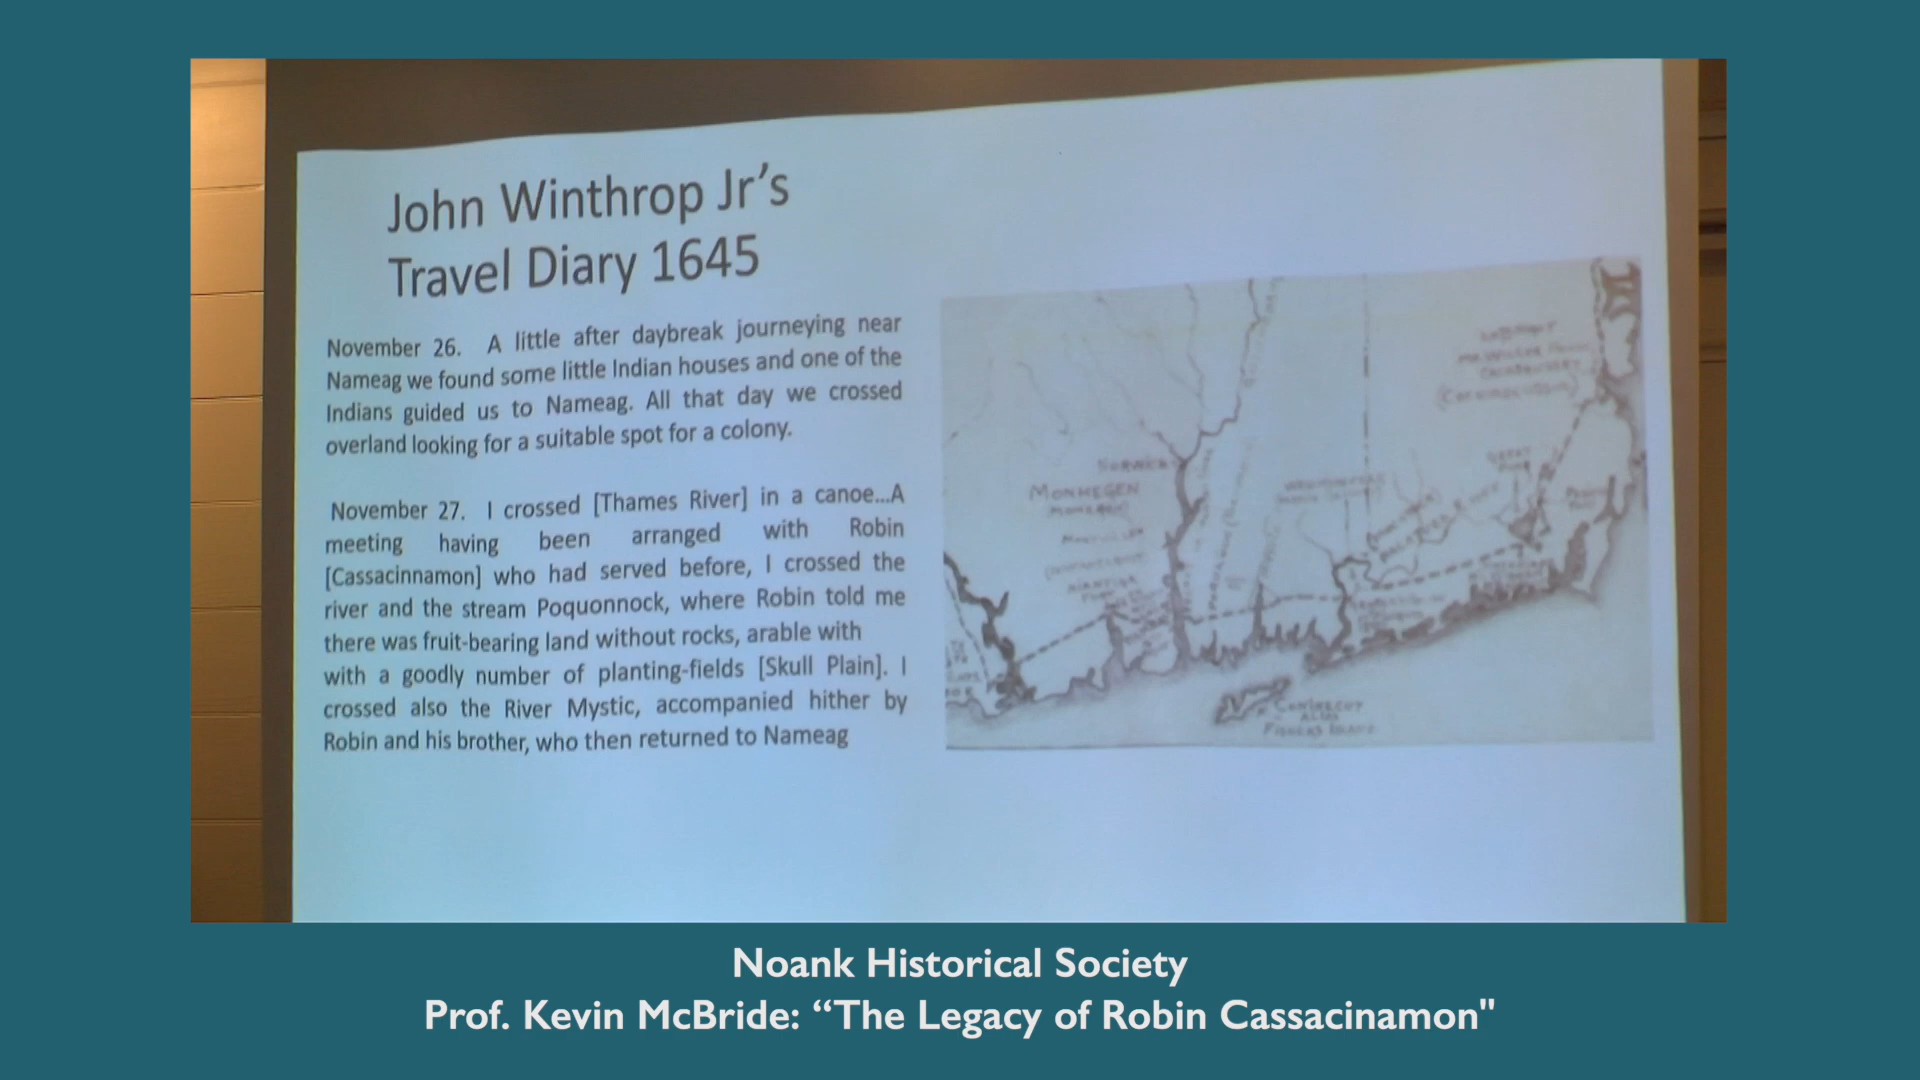 John Winthrop Jr's
Travel Diary 1645
November 26. A little after daybreak journeying near
Nameag we found some little Indian houses and one of the
Indians guided us to Nameag. All that day we crossed
overland looking for a suitable spot for a colony.
November 27. I crossed [Thames River] in a canoe...A
meeting having been arranged with Robin
[Cassacinnamon] who had served before, I crossed the
river and the stream Poquonnock, where Robin told me
there was fruit-bearing land without rocks, arable with
with a goodly number of planting-fields [Skull Plain]. I
crossed also the River Mystic, accompanied hither by
Robin and his brother, who then returned to Nameag
Norwich
Monhegen
Fishers Island
Noank Historical Society
Prof. Kevin McBride: “The Legacy of Robin Cassacinamon"